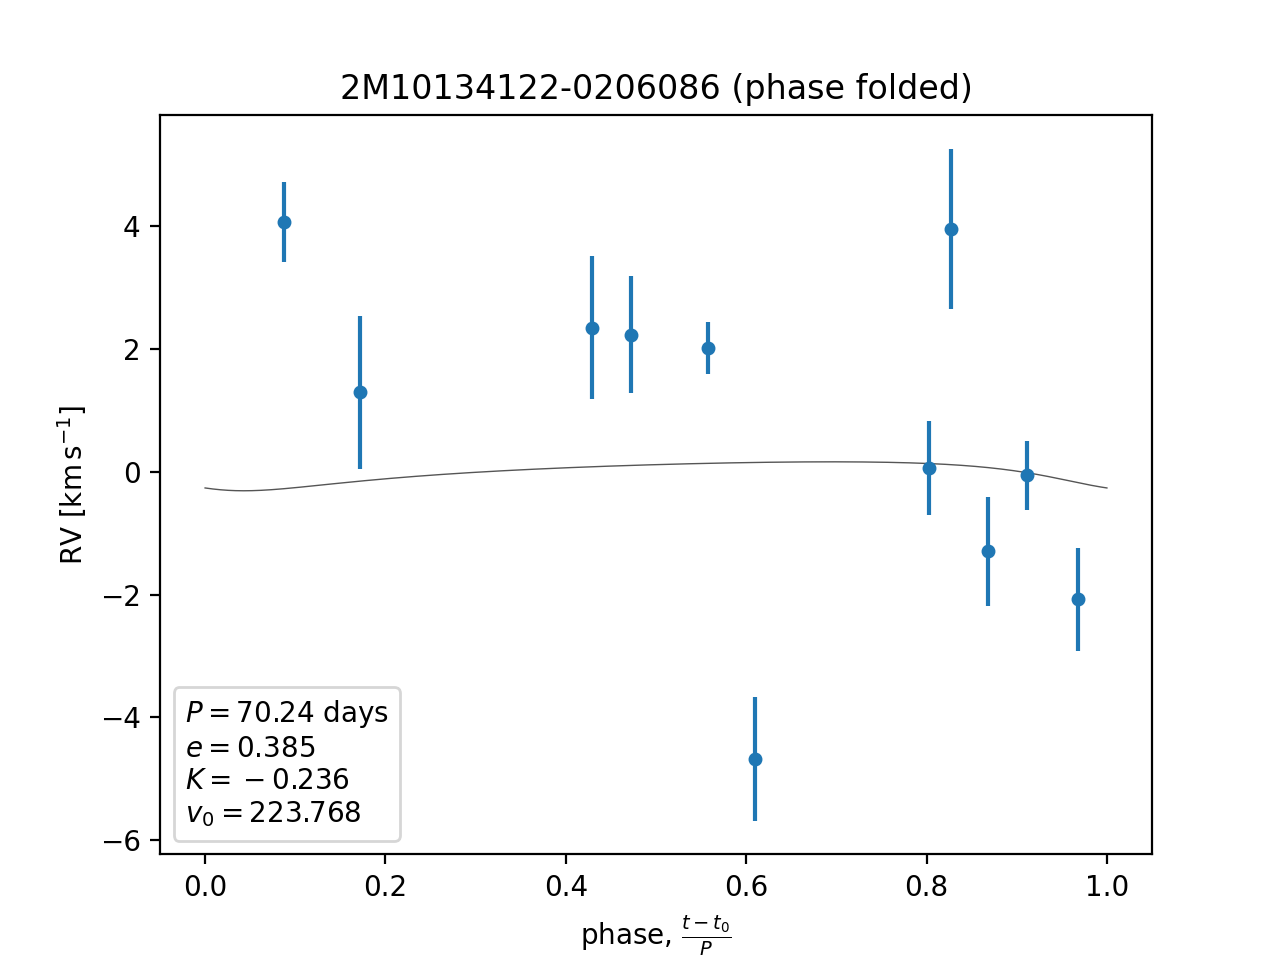 2M10134122-0206086 (phase folded)
RV [km s⁻¹]
4
2
0
−2
−4
−6
P = 70.24 days
e = 0.385
K = −0.236
v₀ = 223.768
0.0 0.2 0.4 0.6 0.8 1.0
phase, (t − t₀)/P